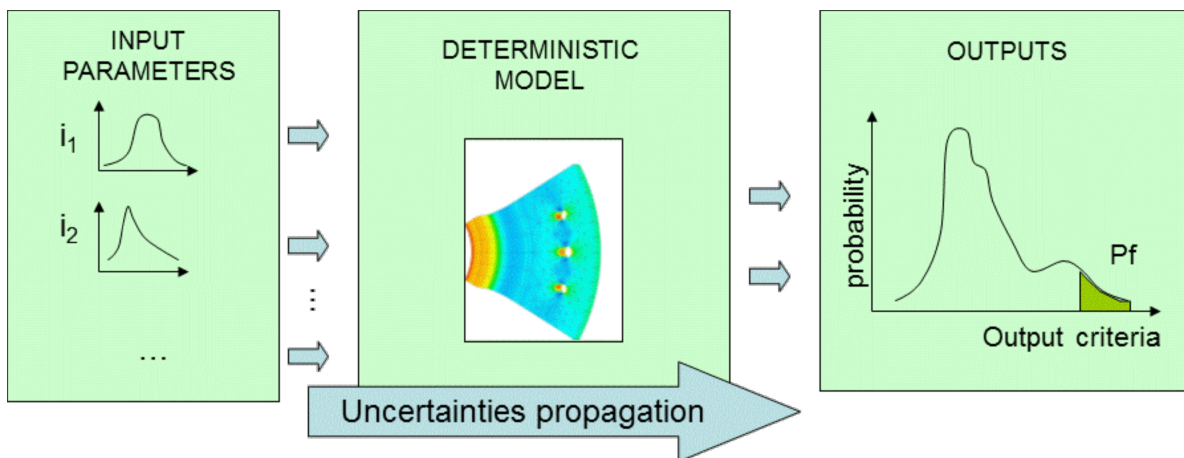 INPUT
PARAMETERS
i1
i2
...
...
DETERMINISTIC
MODEL
Uncertainties propagation
OUTPUTS
probability
Pf
Output criteria